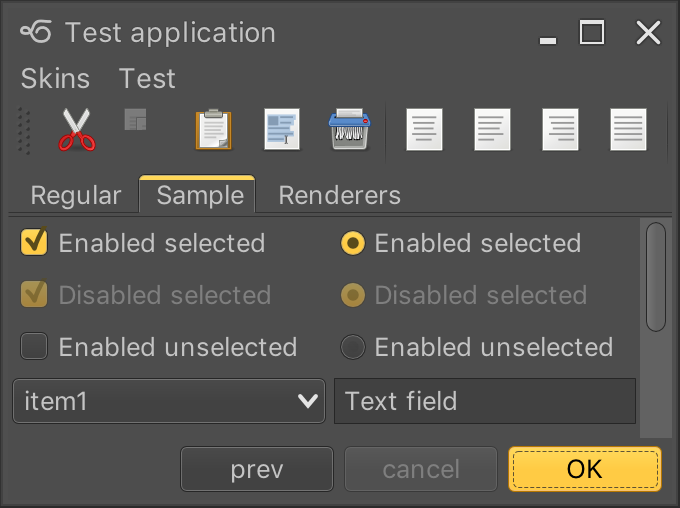 Test application
Skins Test
Regular Sample Renderers
Enabled selected Enabled selected
Disabled selected Disabled selected
Enabled unselected Enabled unselected
item1 Text field
prev cancel OK